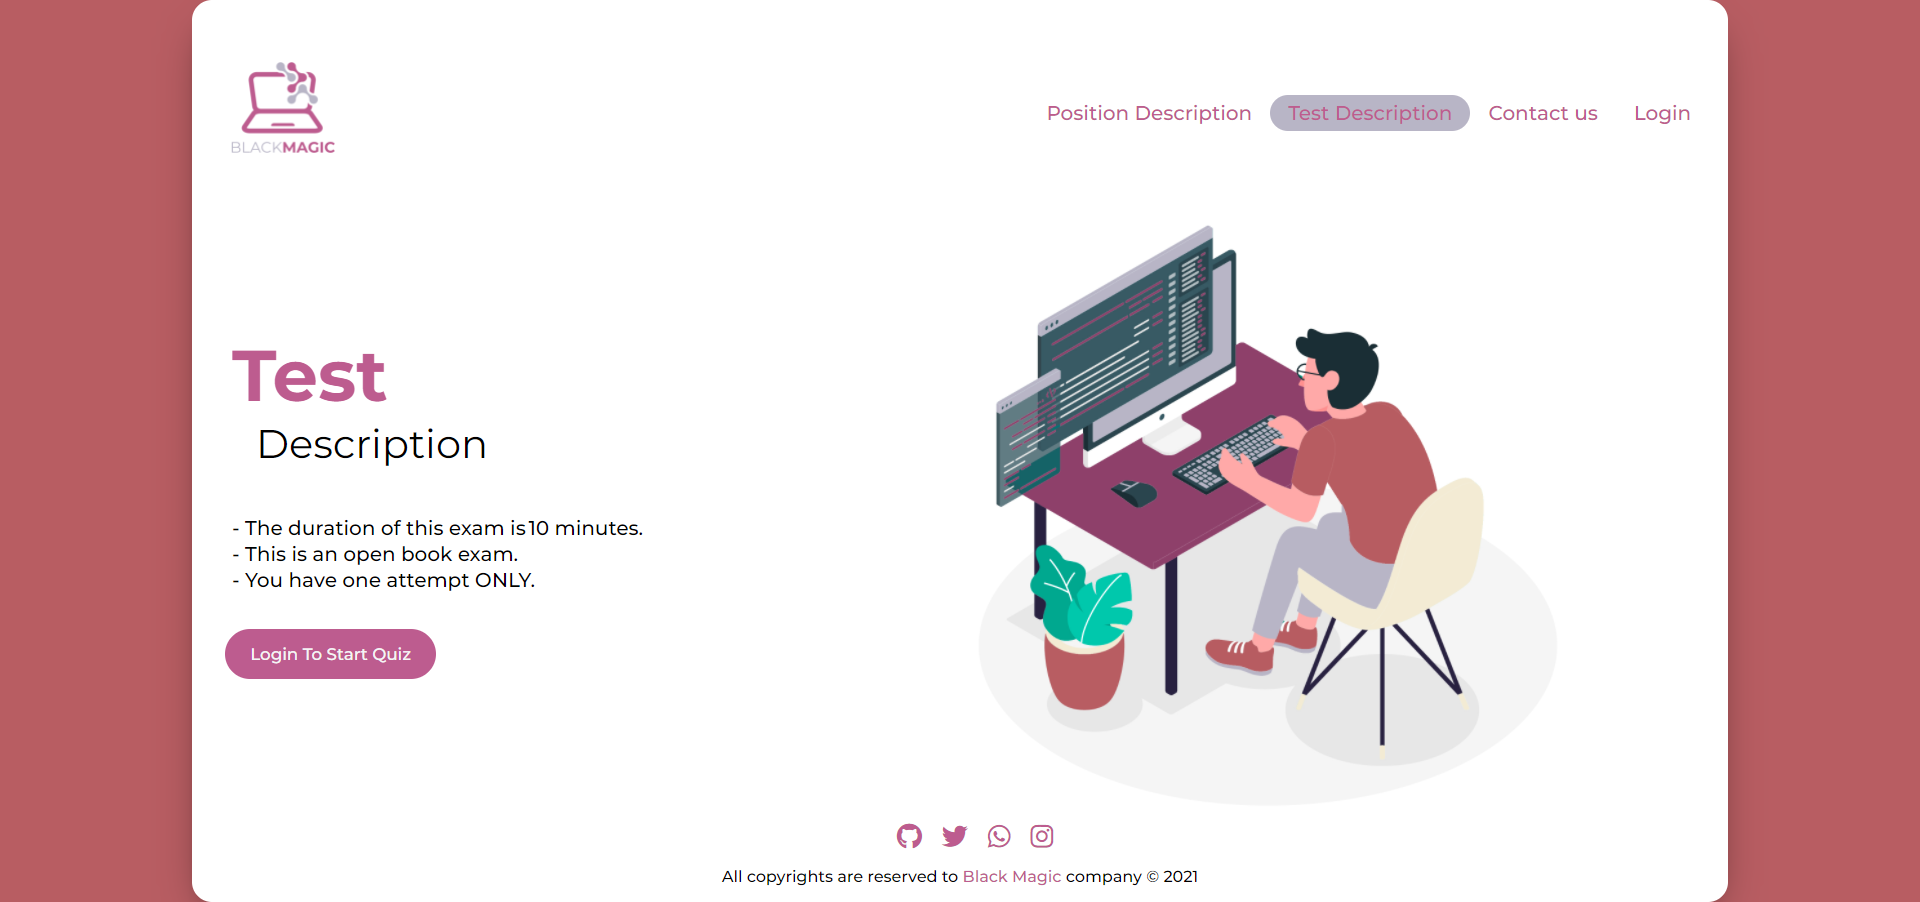 BLACKMAGIC
Position Description
Test Description
Contact us
Login
Test
Description
- The duration of this exam is 10 minutes.
- This is an open book exam.
- You have one attempt ONLY.
Login To Start Quiz
All copyrights are reserved to Black Magic company © 2021